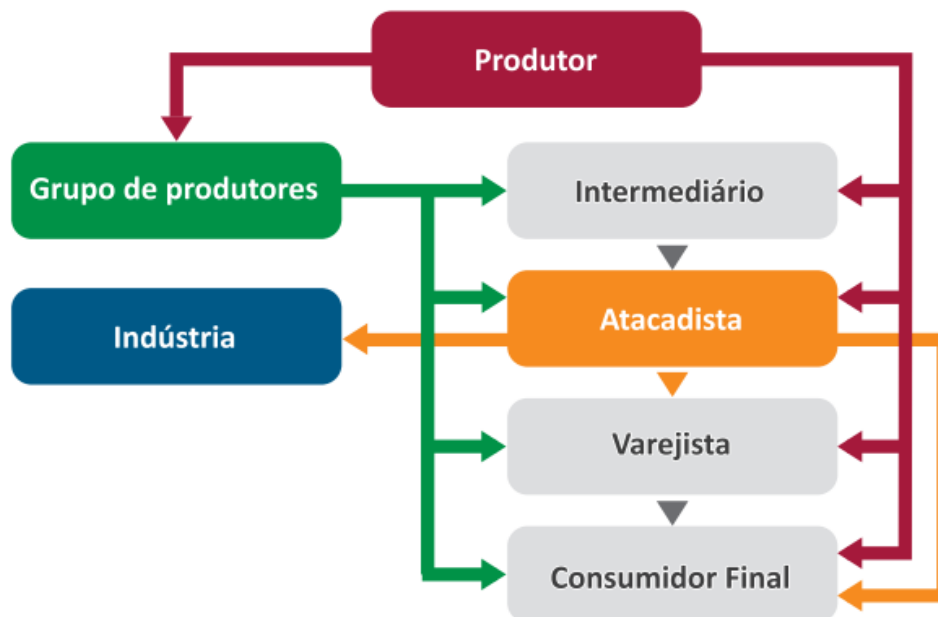 Produtor
Grupo de produtores
Intermediário
Indústria
Atacadista
Varejista
Consumidor Final